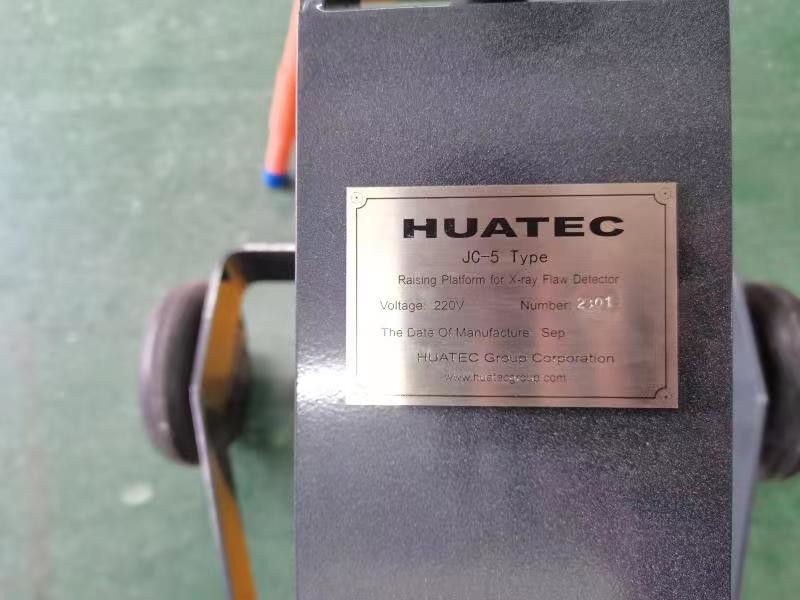 HUATEC
JC-5 Type
Raising Platform for X-ray Flaw Detector
Voltage: 220V Number: 2301
The Date Of Manufacture: Sep
HUATEC Group Corporation
www.huatecgroup.com